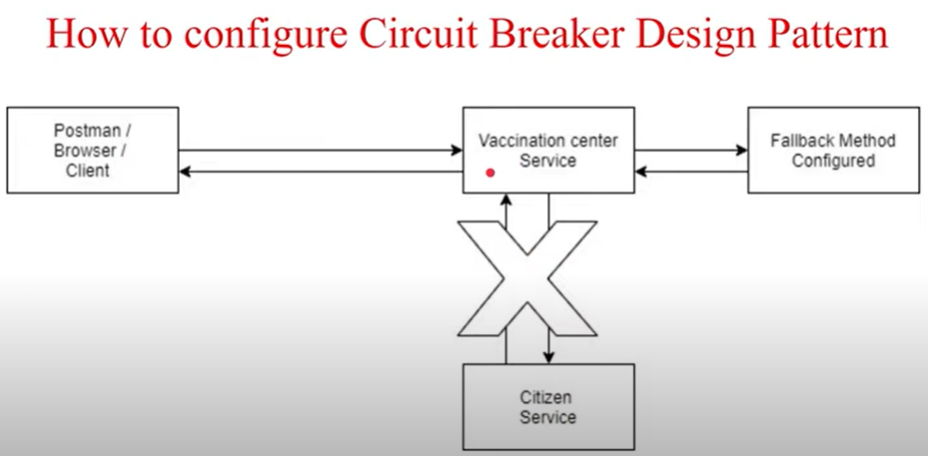 How to configure Circuit Breaker Design Pattern
Postman /
Browser /
Client
Vaccination center
Service
Fallback Method
Configured
Citizen
Service